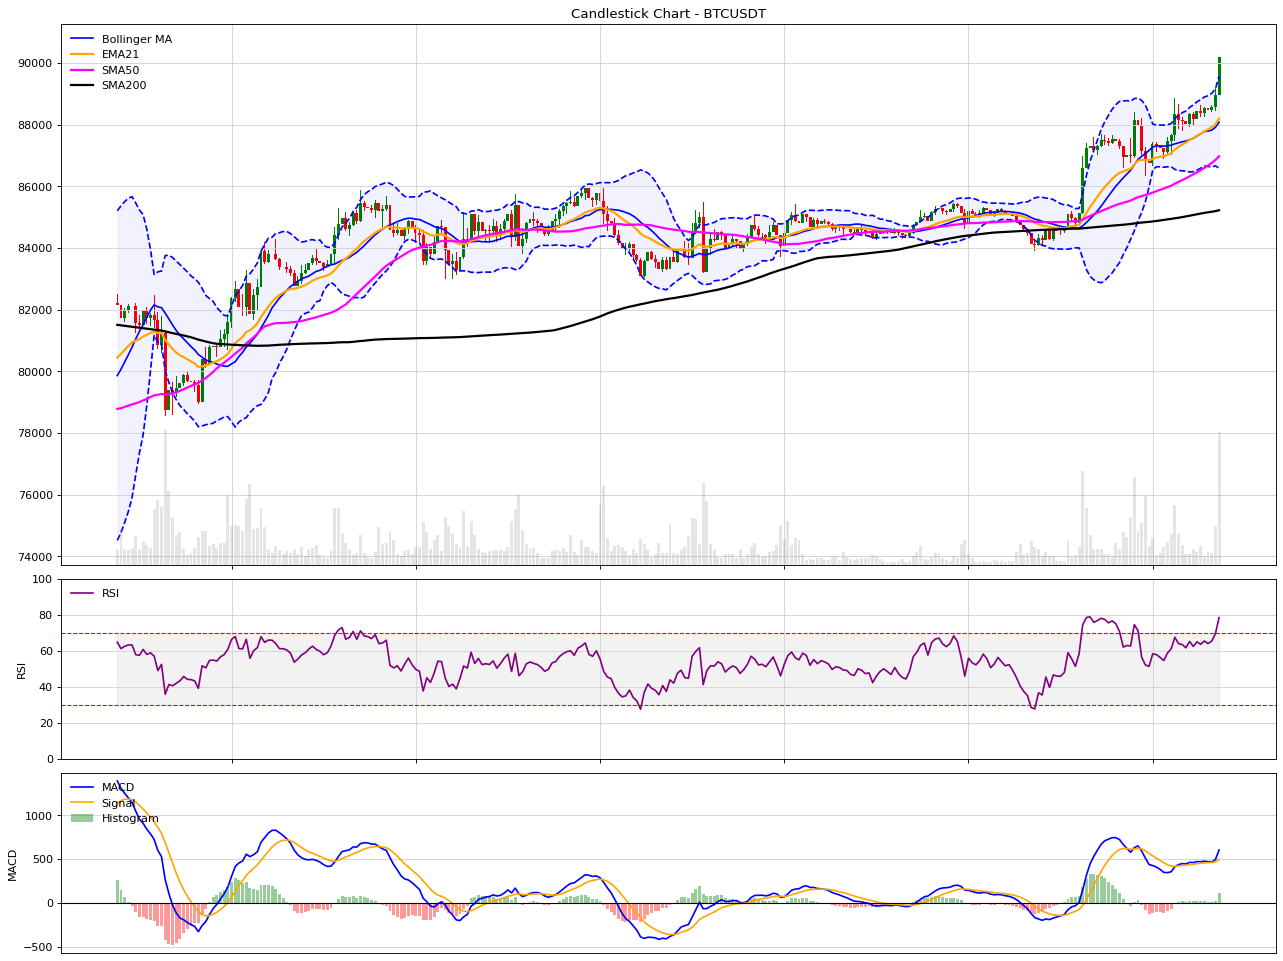 Candlestick Chart - BTCUSDT
Bollinger MA
EMA21
SMA50
SMA200
90000
88000
86000
84000
82000
80000
78000
76000
74000
RSI
100
80
60
40
20
0
RSI
MACD
Signal
Histogram
1000
500
0
−500
MACD